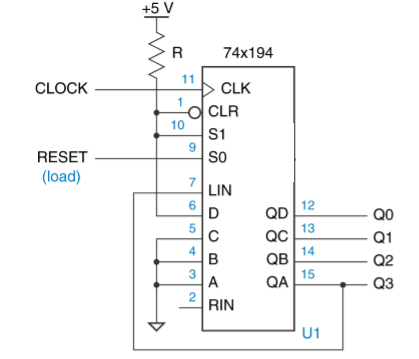 +5 V
R
74x194
CLOCK 11 CLK
1 CLR
10 S1
RESET 9 S0
(load)
7 LIN
6 D QD 12 Q0
5 C QC 13 Q1
4 B QB 14 Q2
3 A QA 15 Q3
2 RIN
U1